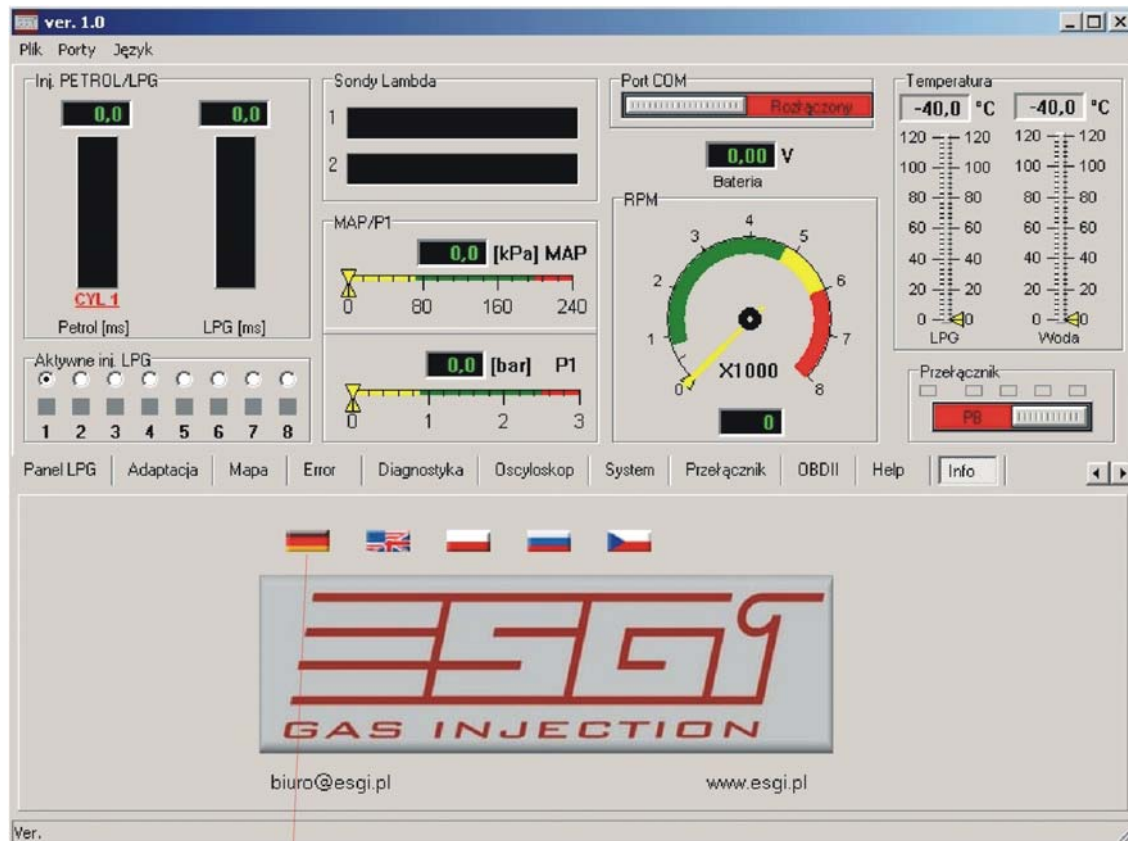 ver. 1.0
Plik Porty Język
Inj. PETROL/LPG
0,0 0,0
CYL 1
Petrol [ms] LPG [ms]
Aktywne inj. LPG
1 2 3 4 5 6 7 8
Sondy Lambda
1
2
MAP/P1
0,0 [kPa] MAP
0 80 160 240
0,0 [bar] P1
0 1 2 3
Port COM
Rozłączony
0,00 V
Bateria
RPM
0 1 2 3 4 5 6 7 8
X1000
0
Temperatura
-40,0 °C -40,0 °C
120 120 120 120
100 100 100 100
80 80 80 80
60 60 60 60
40 40 40 40
20 20 20 20
0 0 0 0
LPG Woda
Przełącznik
PB
Panel LPG Adaptacja Mapa Error Diagnostyka Oscyloskop System Przełącznik OBDII Help Info
ESGI
GAS INJECTION
biuro@esgi.pl www.esgi.pl
Ver.